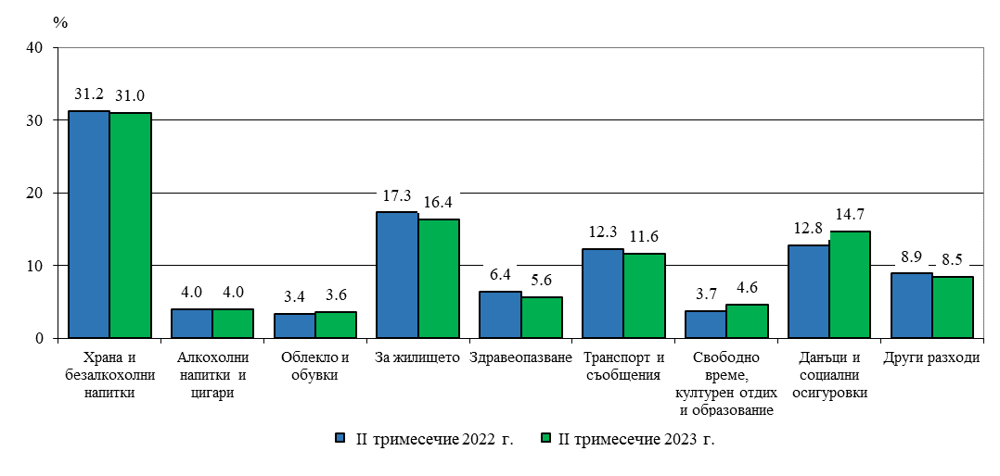 %
40
30
20
10
0
31.2 31.0
4.0 4.0
3.4 3.6
17.3 16.4
6.4 5.6
12.3 11.6
3.7 4.6
12.8 14.7
8.9 8.5
Храна и
безалкохолни
напитки
Алкохолни
напитки и
цигари
Облекло и
обувки
За жилището
Здравеопазване
Транспорт и
съобщения
Свободно
време,
културен отдих
и образование
Данъци и
социални
осигуровки
Други разходи
II тримесечие 2022 г. II тримесечие 2023 г.